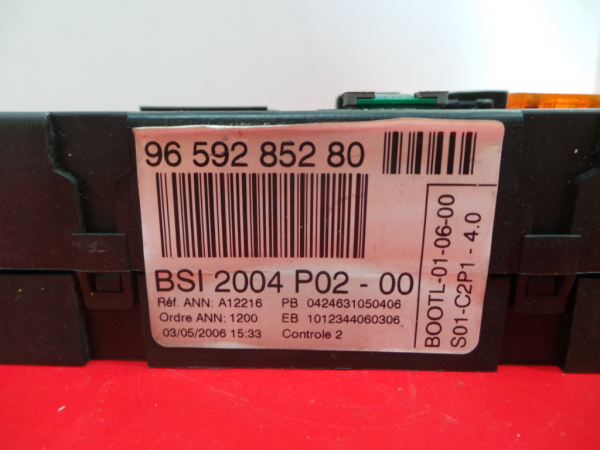 96 592 852 80
BSI 2004 P02 - 00
Réf. ANN: A12216 PB 0424631050406
Ordre ANN: 1200 EB 1012344060306
03/05/2006 15:33 Controle 2
BOOTL-01-06-00
S01-C2P1 - 4.0